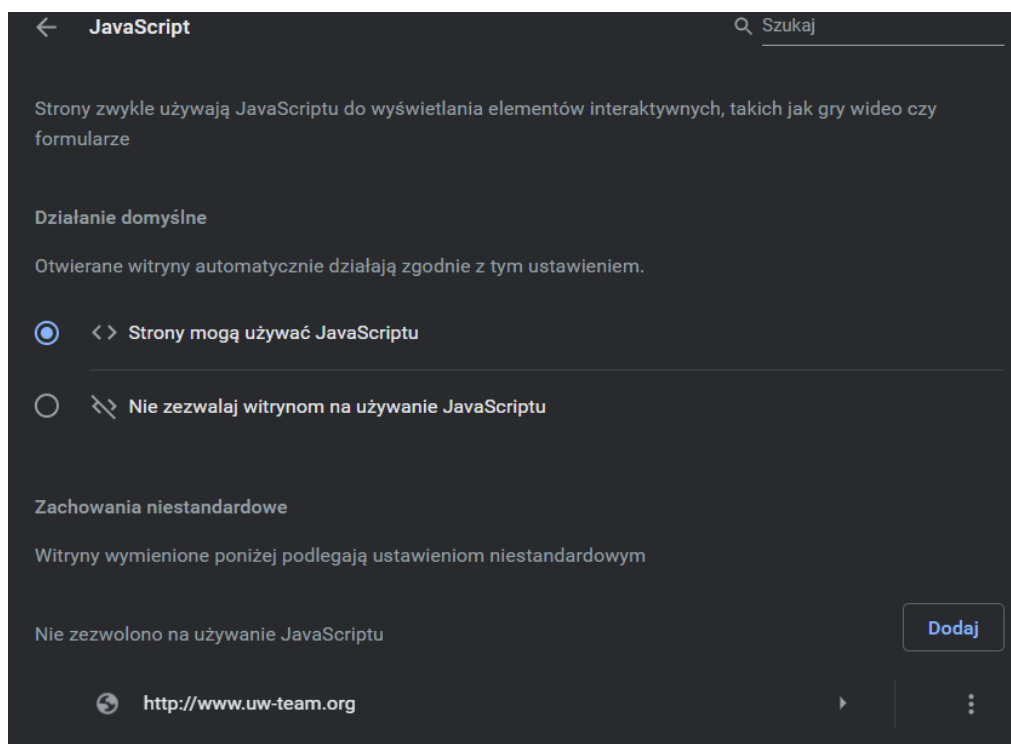 JavaScript
Szukaj
Strony zwykle używają JavaScriptu do wyświetlania elementów interaktywnych, takich jak gry wideo czy
formularze
Działanie domyślne
Otwierane witryny automatycznie działają zgodnie z tym ustawieniem.
Strony mogą używać JavaScriptu
Nie zezwalaj witrynom na używanie JavaScriptu
Zachowania niestandardowe
Witryny wymienione poniżej podlegają ustawieniom niestandardowym
Nie zezwolono na używanie JavaScriptu
Dodaj
http://www.uw-team.org